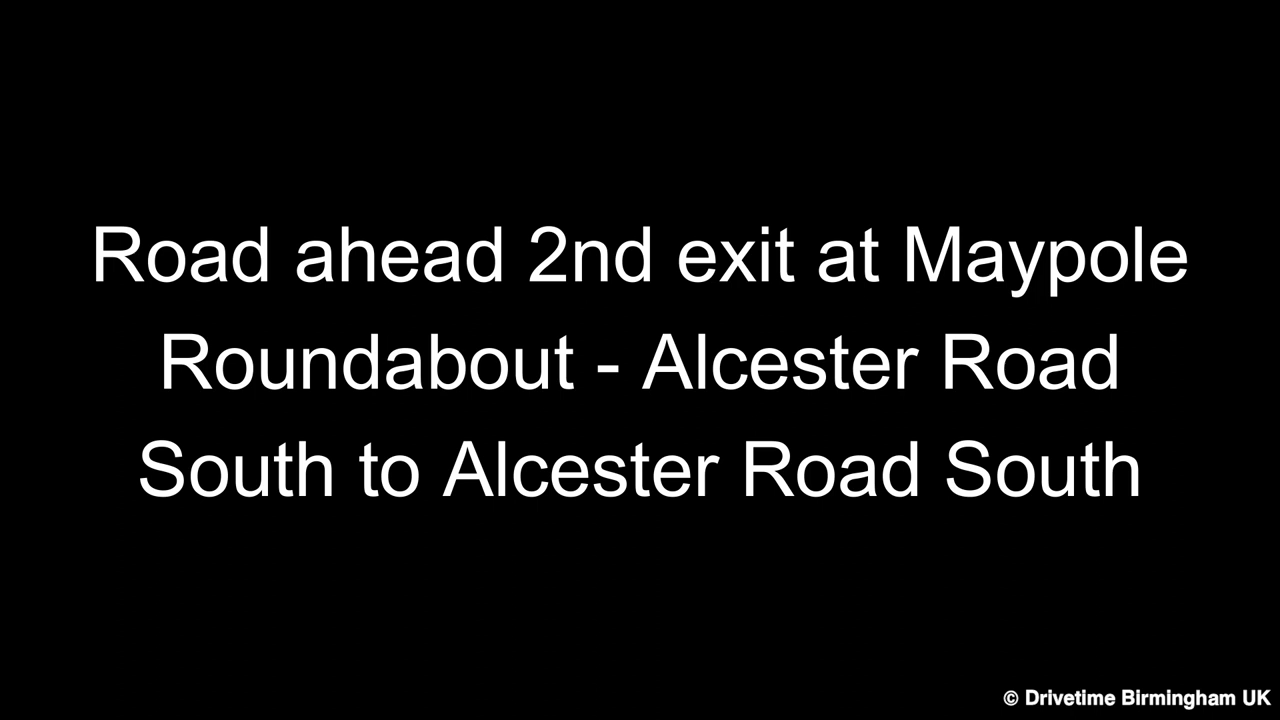 Road ahead 2nd exit at Maypole
Roundabout - Alcester Road
South to Alcester Road South
© Drivetime Birmingham UK